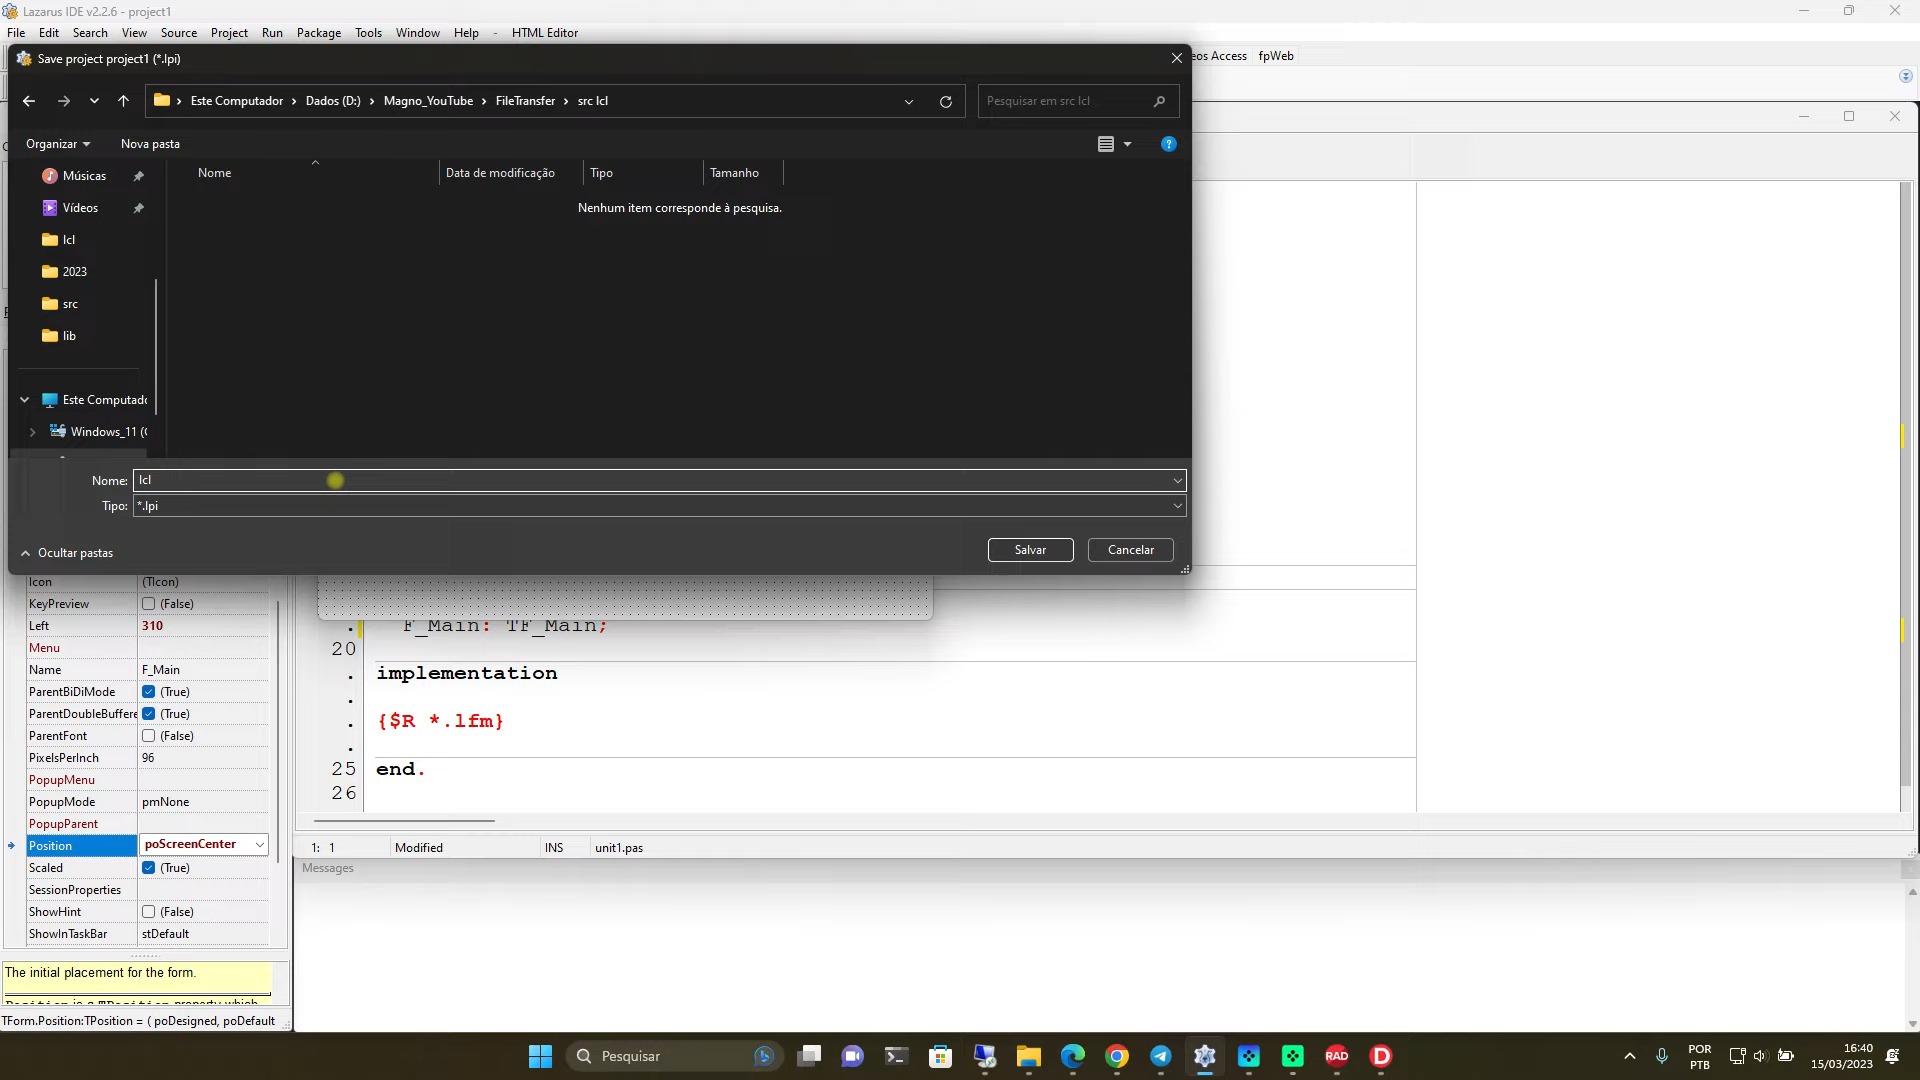 Lazarus IDE v2.2.6 - project1
File Edit Search View Source Project Run Package Tools Window Help - HTML Editor
Save project project1 (*.lpi)
eos Access fpWeb
Este Computador › Dados (D:) › Magno_YouTube › FileTransfer › src lcl
Pesquisar em src lcl
Organizar Nova pasta
Músicas
Vídeos
lcl
2023
src
lib
Este Computado
Windows_11 (
Nome Data de modificação Tipo Tamanho
Nenhum item corresponde à pesquisa.
Nome: lcl
Tipo: *.lpi
Ocultar pastas
Salvar Cancelar
Icon (TIcon)
KeyPreview (False)
Left 310
Menu
Name F_Main
ParentBiDiMode (True)
ParentDoubleBuffere (True)
ParentFont (False)
PixelsPerInch 96
PopupMenu
PopupMode pmNone
PopupParent
Position poScreenCenter
Scaled (True)
SessionProperties
ShowHint (False)
ShowInTaskBar stDefault
The initial placement for the form.
TForm.Position:TPosition = ( poDesigned, poDefault
. F_Main: TF_Main;
20
. implementation
.
. {$R *.lfm}
.
25 end.
26
1: 1 Modified INS unit1.pas
Messages
Pesquisar
RAD
D
POR
PTB
16:40
15/03/2023